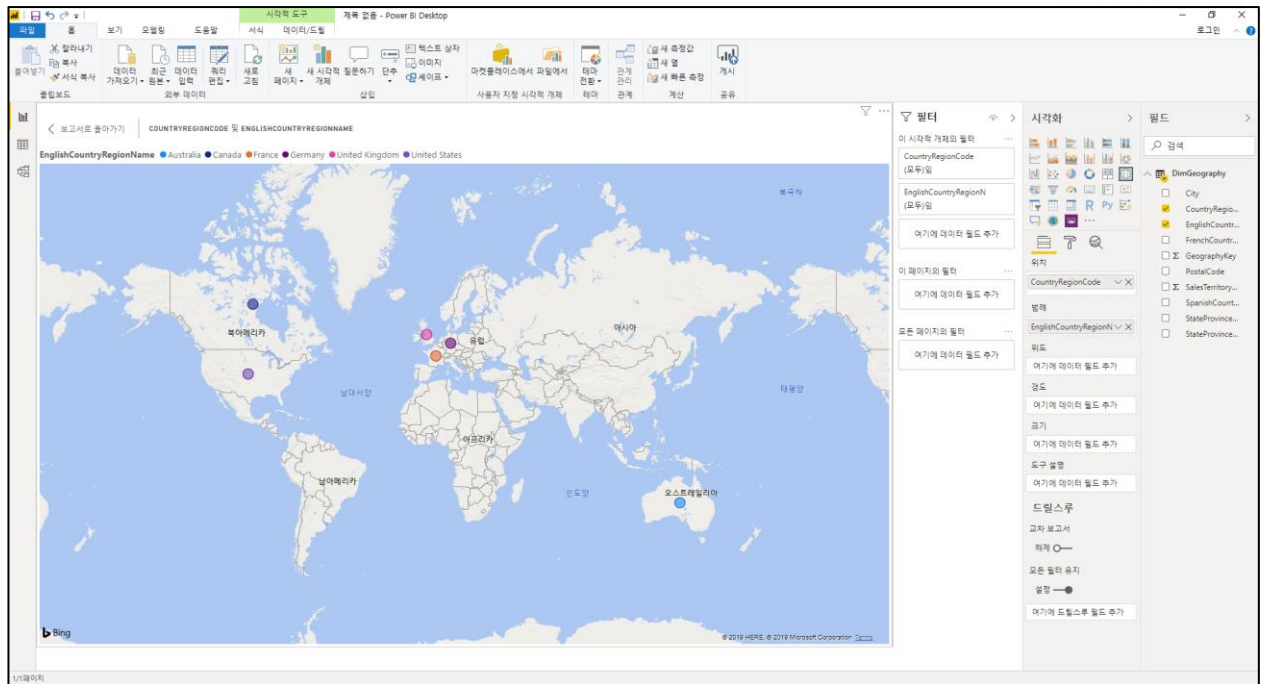 시각적 도구
제목 없음 - Power BI Desktop
파일
홈
보기
모델링
도움말
서식
데이터/드릴
로그인
붙여넣기
잘라내기
복사
서식 복사
클립보드
데이터 가져오기
최근 원본
데이터 입력
쿼리 편집
새로 고침
외부 데이터
새 페이지
새 시각적 개체
질문하기
단추
텍스트 상자
이미지
셰이프
삽입
마켓플레이스에서
파일에서
사용자 지정 시각적 개체
테마 전환
테마
관계 관리
관계
새 측정값
새 열
새 빠른 측정
계산
게시
공유
보고서로 돌아가기
COUNTRYREGIONCODE 및 ENGLISHCOUNTRYREGIONNAME
EnglishCountryRegionName Australia Canada France Germany United Kingdom United States
북극해
북아메리카
유럽
아시아
북대서양
태평양
아프리카
남아메리카
인도양
오스트레일리아
Bing
© 2019 HERE, © 2019 Microsoft Corporation Terms
필터
이 시각적 개체의 필터
CountryRegionCode
(모두)임
EnglishCountryRegionN
(모두)임
여기에 데이터 필드 추가
이 페이지의 필터
여기에 데이터 필드 추가
모든 페이지의 필터
여기에 데이터 필드 추가
시각화
R Py
위치
CountryRegionCode
범례
EnglishCountryRegionN
위도
여기에 데이터 필드 추가
경도
여기에 데이터 필드 추가
크기
여기에 데이터 필드 추가
도구 설명
여기에 데이터 필드 추가
드릴스루
교차 보고서
해제
모든 필터 유지
설정
여기에 드릴스루 필드 추가
필드
검색
DimGeography
City
CountryRegio...
EnglishCountr...
FrenchCountr...
Σ GeographyKey
PostalCode
Σ SalesTerritory...
SpanishCount...
StateProvince...
StateProvince...
1/1페이지